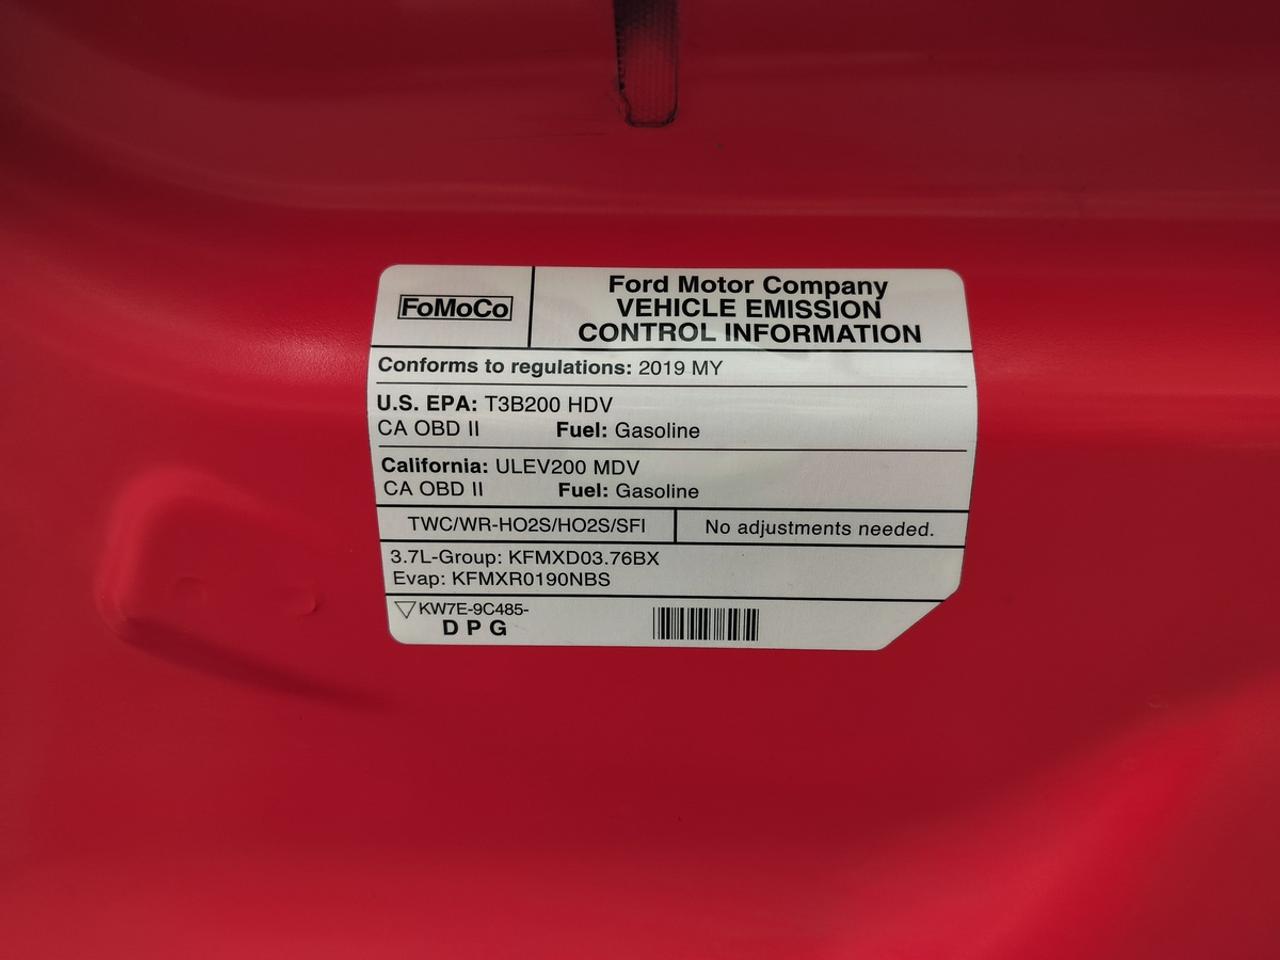 FoMoCo
Ford Motor Company
VEHICLE EMISSION
CONTROL INFORMATION
Conforms to regulations: 2019 MY
U.S. EPA: T3B200 HDV
CA OBD II Fuel: Gasoline
California: ULEV200 MDV
CA OBD II Fuel: Gasoline
TWC/WR-HO2S/HO2S/SFI
No adjustments needed.
3.7L-Group: KFMXD03.76BX
Evap: KFMXR0190NBS
KW7E-9C485-
D P G